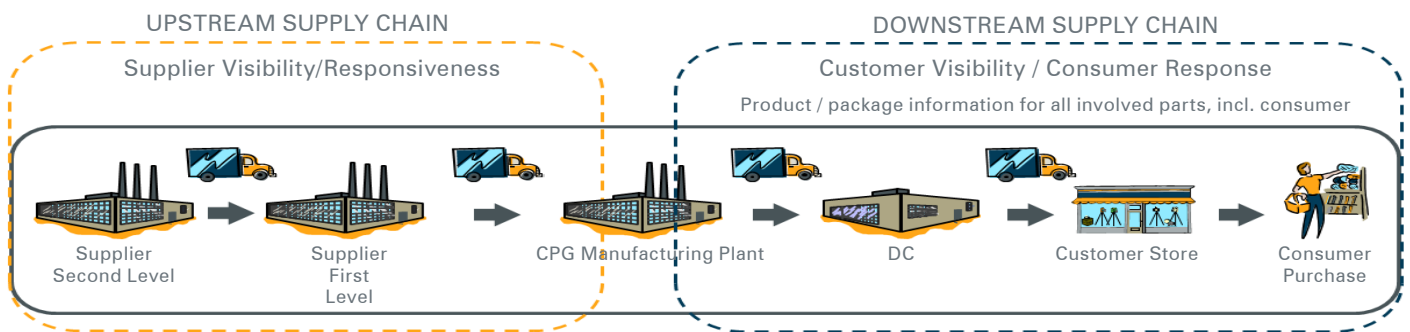 UPSTREAM SUPPLY CHAIN
DOWNSTREAM SUPPLY CHAIN
Supplier Visibility/Responsiveness
Customer Visibility / Consumer Response
Product / package information for all involved parts, incl. consumer
Supplier
Second Level
Supplier
First
Level
CPG Manufacturing Plant
DC
Customer Store
Consumer
Purchase